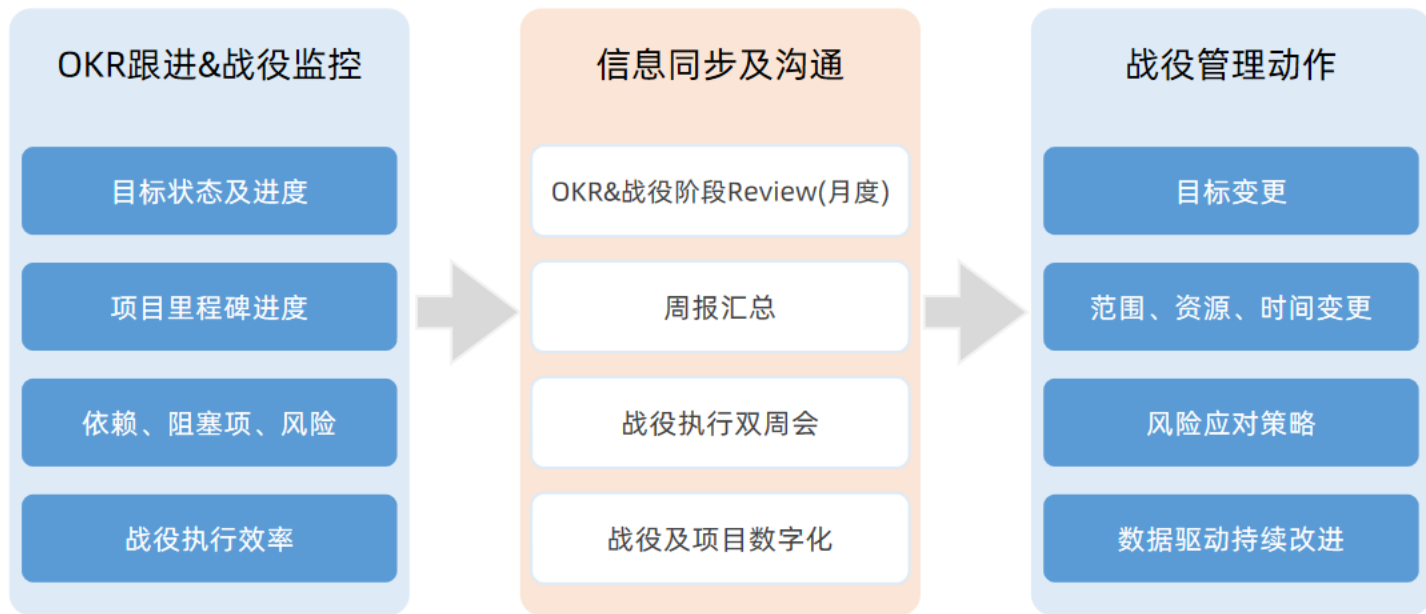 OKR跟进&战役监控
目标状态及进度
项目里程碑进度
依赖、阻塞项、风险
战役执行效率
信息同步及沟通
OKR&战役阶段Review(月度)
周报汇总
战役执行双周会
战役及项目数字化
战役管理动作
目标变更
范围、资源、时间变更
风险应对策略
数据驱动持续改进